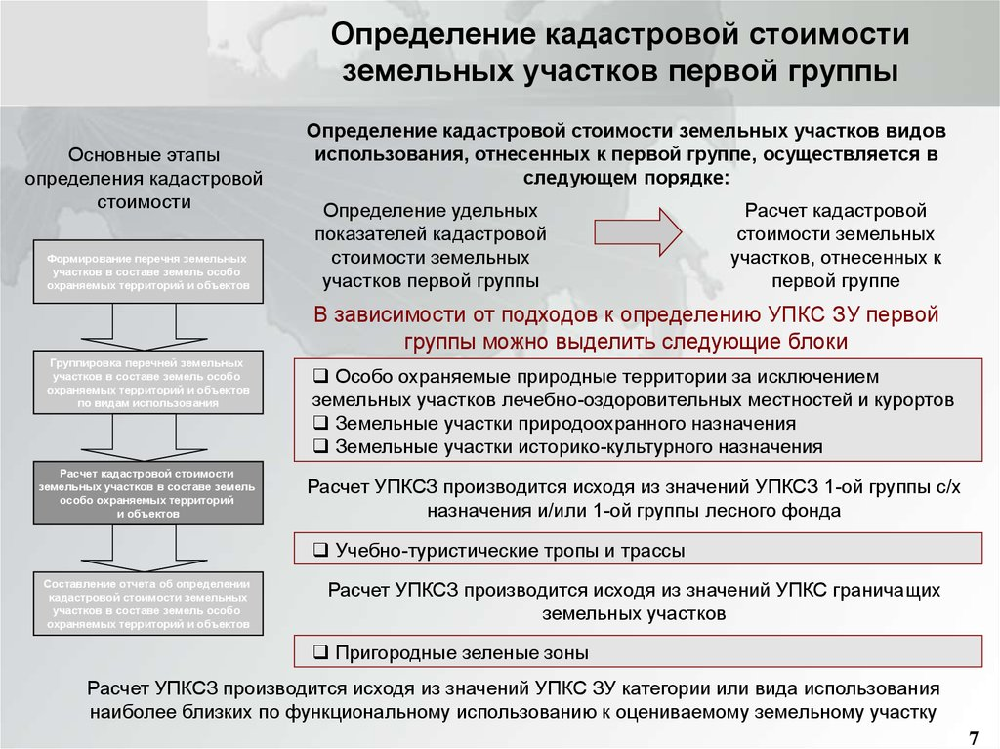 Определение кадастровой стоимости
земельных участков первой группы
Основные этапы
определения кадастровой
стоимости
Формирование перечня земельных
участков в составе земель особо
охраняемых территорий и объектов
Группировка перечней земельных
участков в составе земель особо
охраняемых территорий и объектов
по видам использования
Расчет кадастровой стоимости
земельных участков в составе земель
особо охраняемых территорий
и объектов
Составление отчета об определении
кадастровой стоимости земельных
участков в составе земель особо
охраняемых территорий и объектов
Определение кадастровой стоимости земельных участков видов
использования, отнесенных к первой группе, осуществляется в
следующем порядке:
Определение удельных
показателей кадастровой
стоимости земельных
участков первой группы
Расчет кадастровой
стоимости земельных
участков, отнесенных к
первой группе
В зависимости от подходов к определению УПКС ЗУ первой
группы можно выделить следующие блоки
❑ Особо охраняемые природные территории за исключением
земельных участков лечебно-оздоровительных местностей и курортов
❑ Земельные участки природоохранного назначения
❑ Земельные участки историко-культурного назначения
Расчет УПКСЗ производится исходя из значений УПКСЗ 1-ой группы с/х
назначения и/или 1-ой группы лесного фонда
❑ Учебно-туристические тропы и трассы
Расчет УПКСЗ производится исходя из значений УПКС граничащих
земельных участков
❑ Пригородные зеленые зоны
Расчет УПКСЗ производится исходя из значений УПКС ЗУ категории или вида использования
наиболее близких по функциональному использованию к оцениваемому земельному участку
7